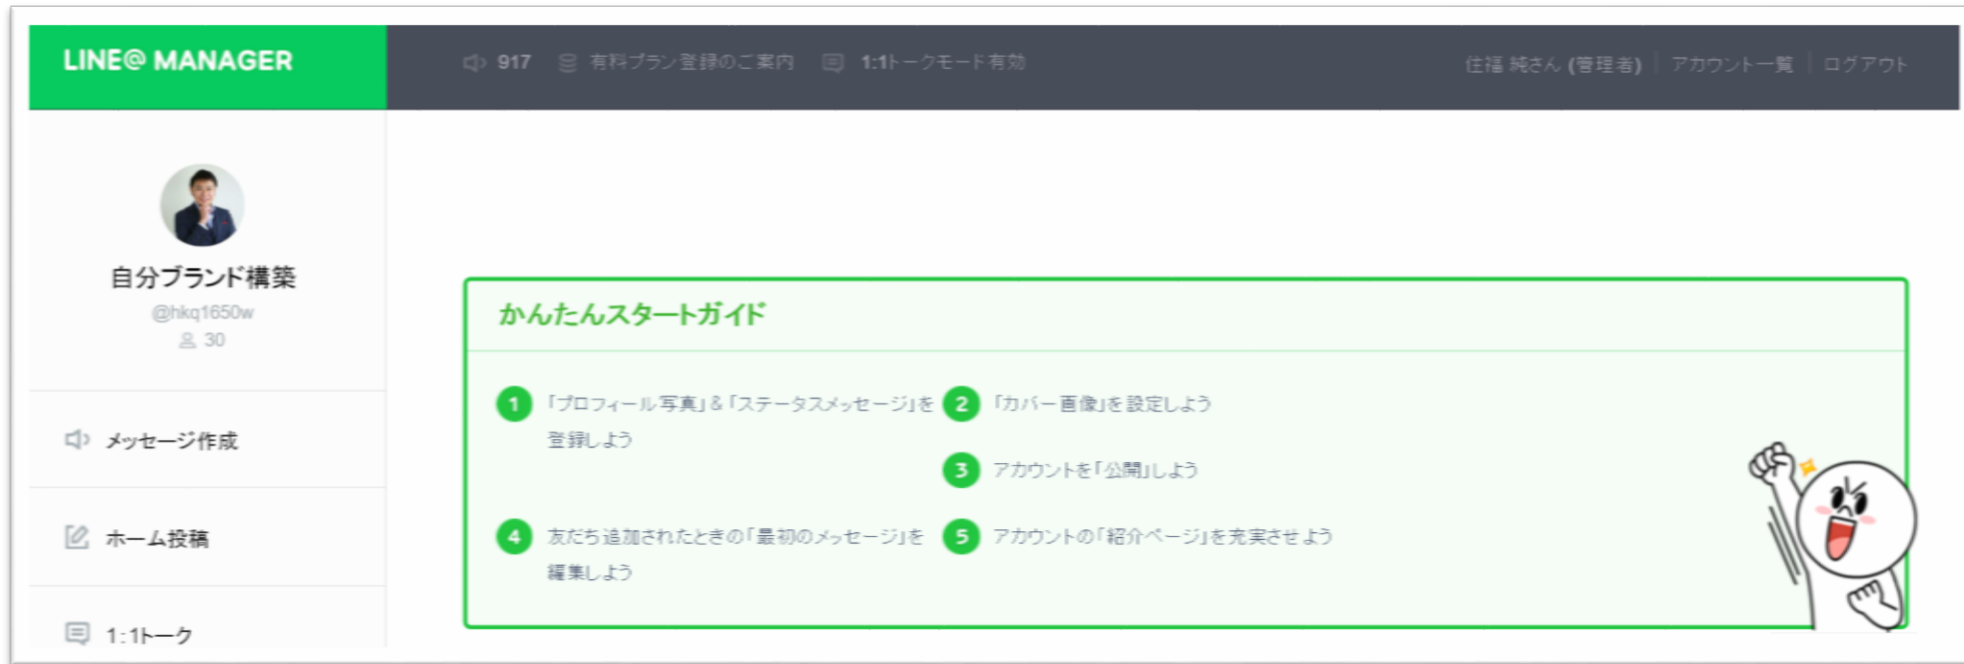 LINE@ MANAGER
917 有料プラン登録のご案内 1:1トークモード有効
住福 純さん (管理者) アカウント一覧 ログアウト
自分ブランド構築
@hkq1650w
30
メッセージ作成
ホーム投稿
1:1トーク
かんたんスタートガイド
1 「プロフィール写真」&「ステータスメッセージ」を
登録しよう
2 「カバー画像」を設定しよう
3 アカウントを「公開」しよう
4 友だち追加されたときの「最初のメッセージ」を
編集しよう
5 アカウントの「紹介ページ」を充実させよう